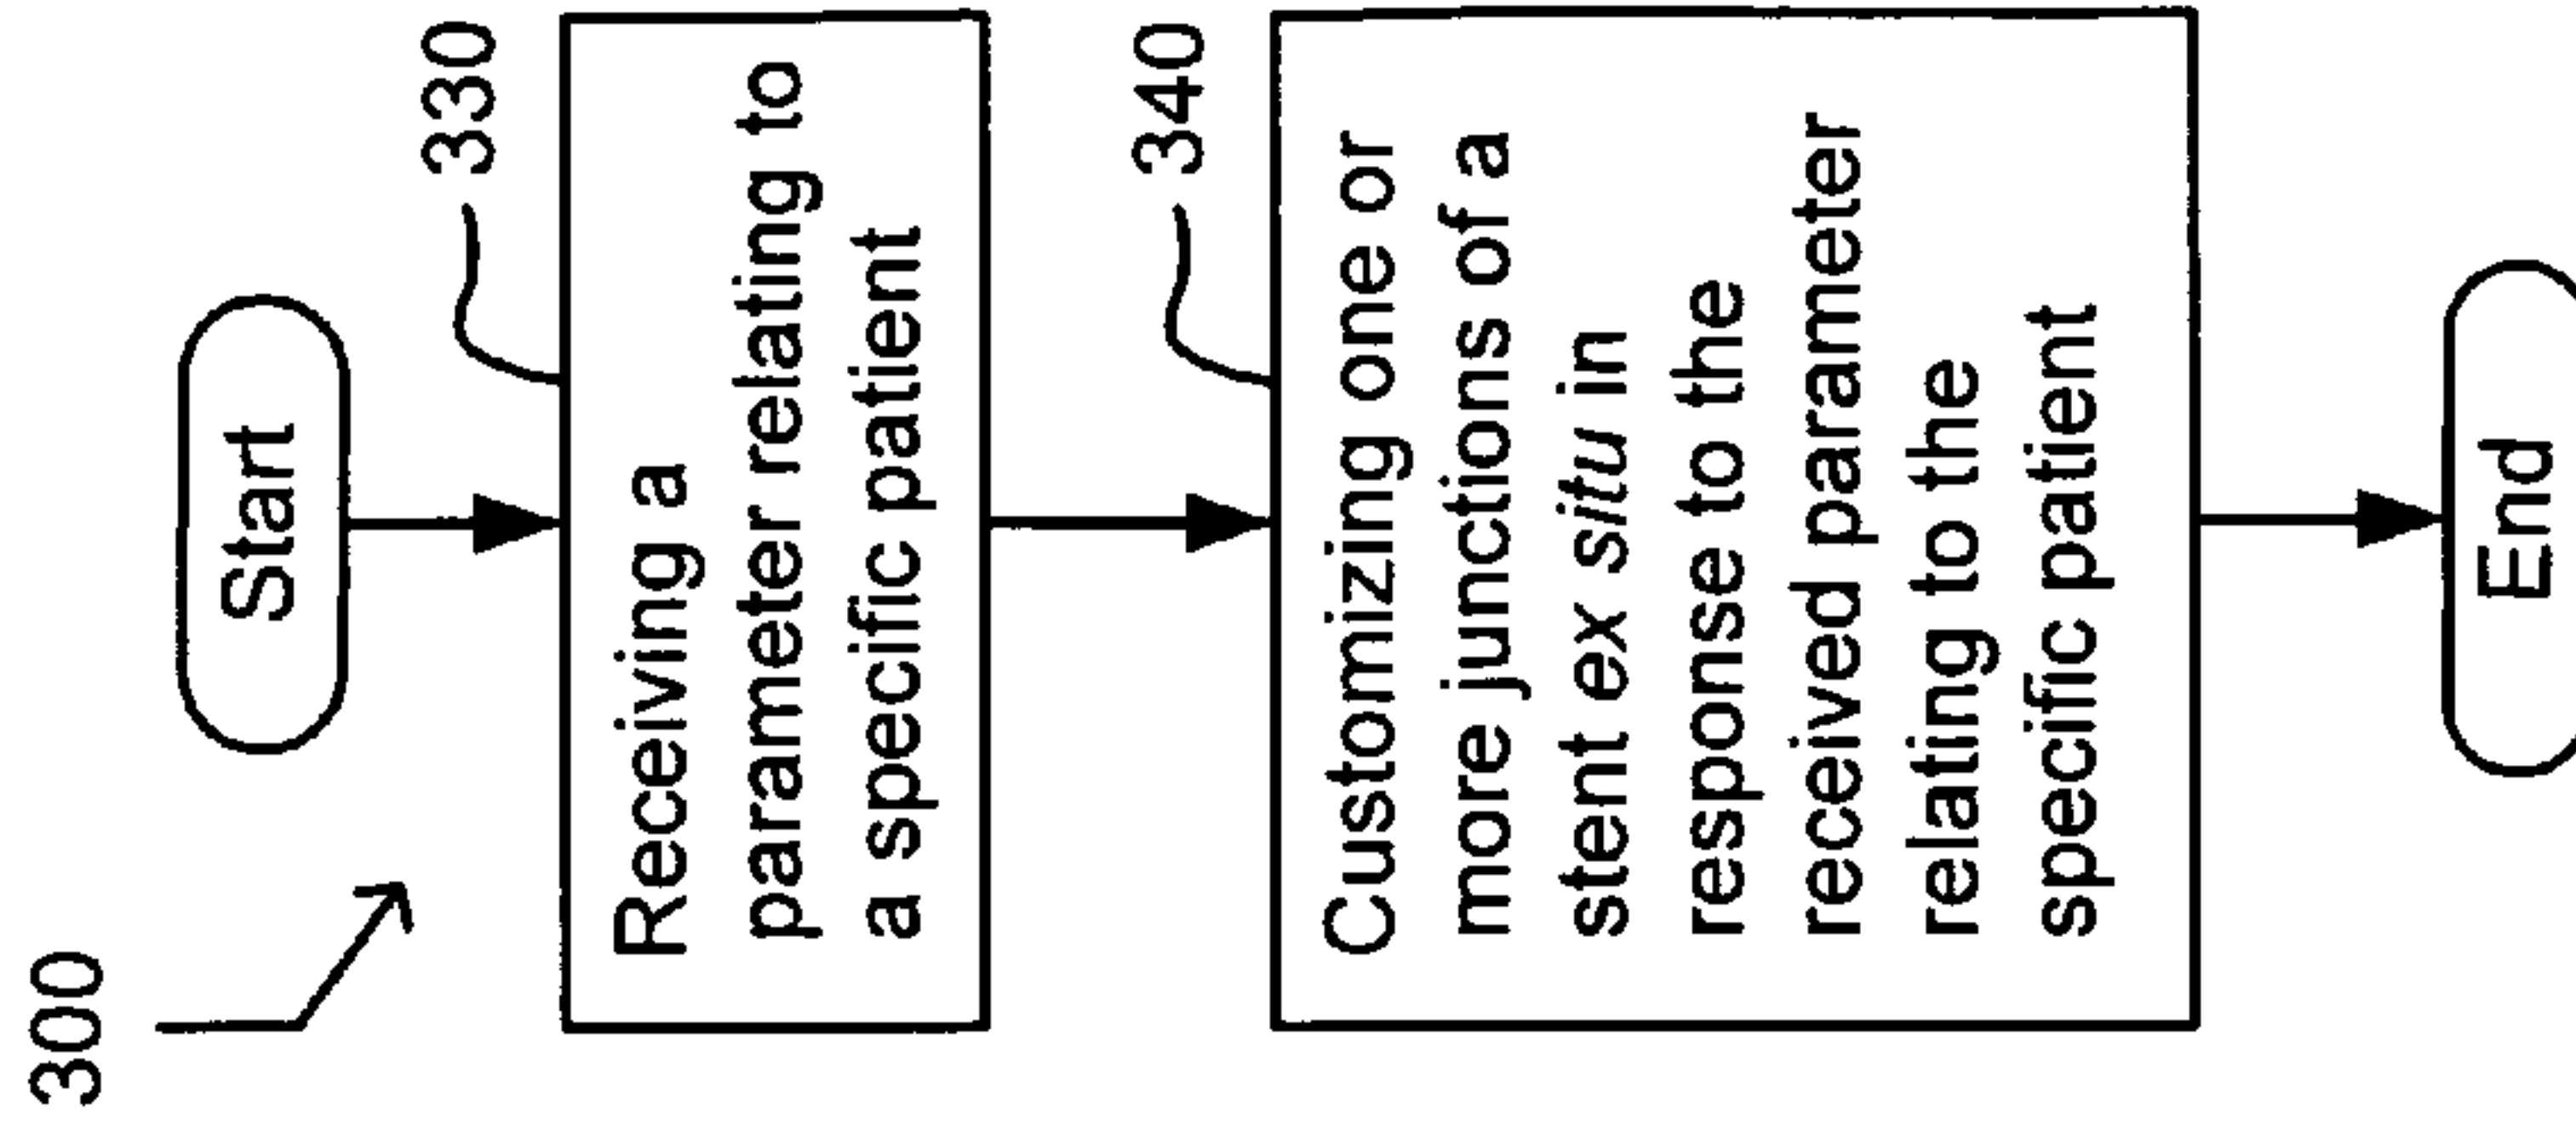 300
Start
330
Receiving a
parameter relating to
a specific patient
340
Customizing one or
more junctions of a
stent ex situ in
response to the
received parameter
relating to the
specific patient
End